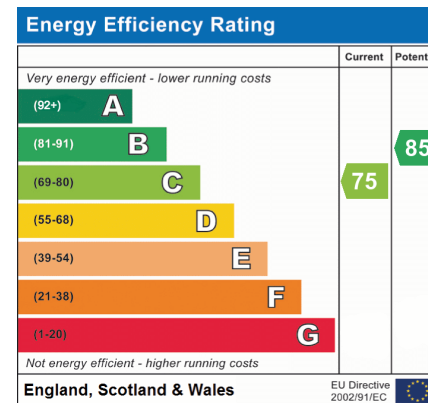 Energy Efficiency Rating
Current Potent
Very energy efficient - lower running costs
(92+) A
(81-91) B
85
(69-80) C
75
(55-68) D
(39-54) E
(21-38) F
(1-20) G
Not energy efficient - higher running costs
England, Scotland & Wales
EU Directive
2002/91/EC